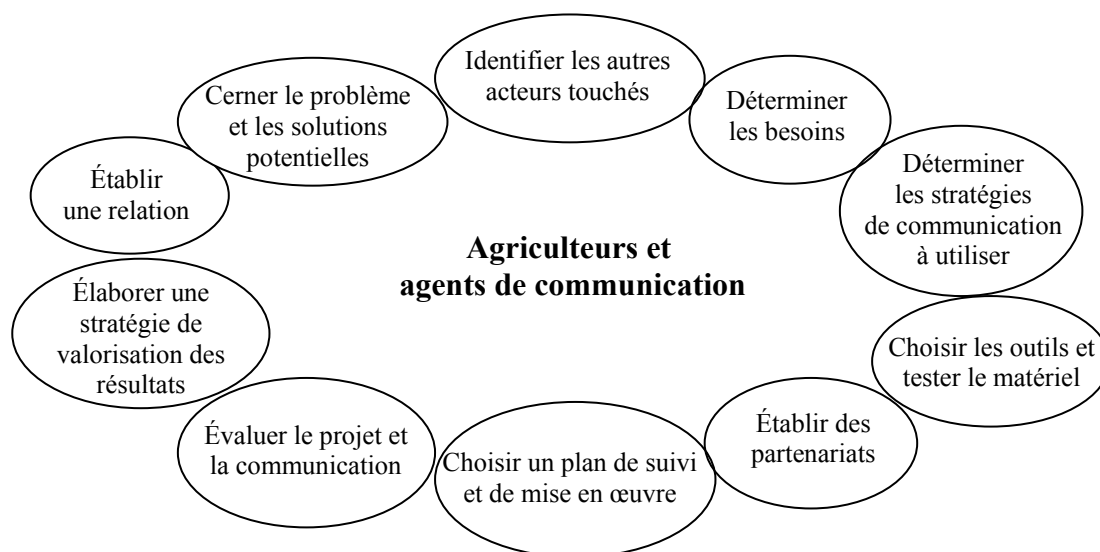 Identifier les autres
acteurs touchés
Cerner le problème
et les solutions
potentielles
Déterminer
les besoins
Établir
une relation
Déterminer
les stratégies
de communication
à utiliser
Agriculteurs et
agents de communication
Élaborer une
stratégie de
valorisation des
résultats
Choisir les outils et
tester le matériel
Évaluer le projet et
la communication
Choisir un plan de suivi
et de mise en œuvre
Établir des
partenariats